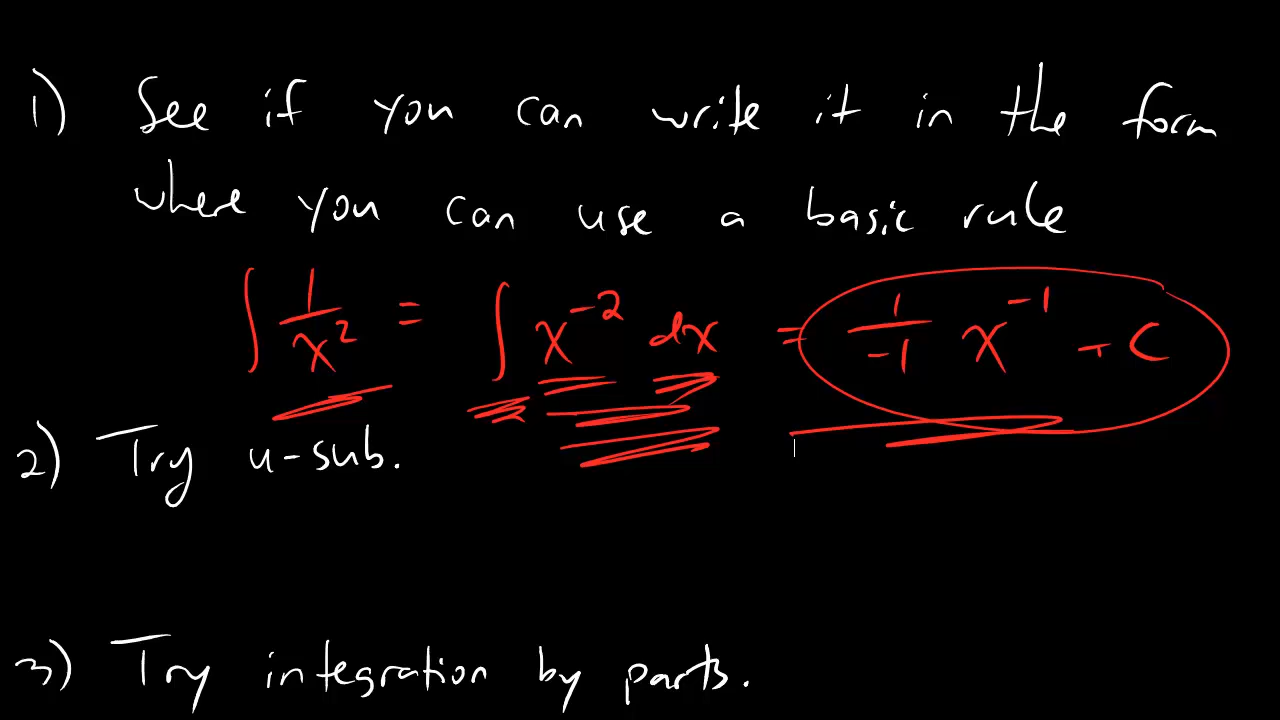 1) See if you can write it in the form
where you can use a basic rule
∫ 1/x² = ∫ x⁻² dx = 1/-1 x⁻¹ + C
2) Try u-sub.
3) Try integration by parts.